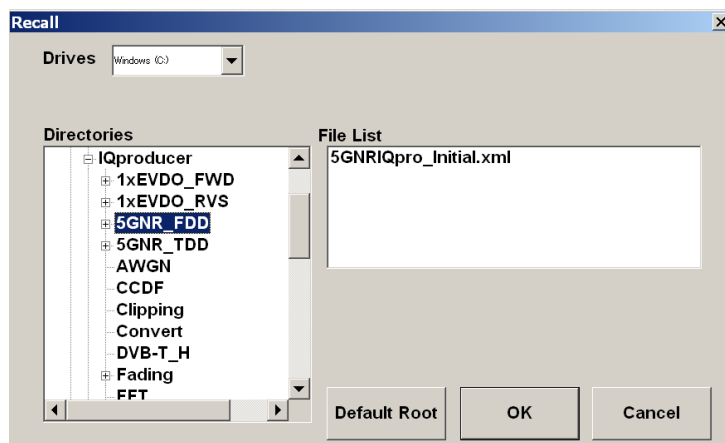 Recall
Drives
Windows (C:)
Directories
IQproducer
1xEVDO_FWD
1xEVDO_RVS
5GNR_FDD
5GNR_TDD
AWGN
CCDF
Clipping
Convert
DVB-T_H
Fading
FFT
File List
5GNRIQpro_Initial.xml
Default Root
OK
Cancel